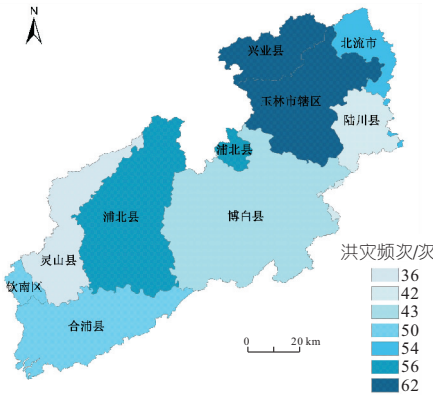 N
兴业县
北流市
玉林市辖区
陆川县
浦北县
浦北县
博白县
灵山县
钦南区
合浦县
洪灾频次/次
36
42
43
50
54
56
62
0 20 km